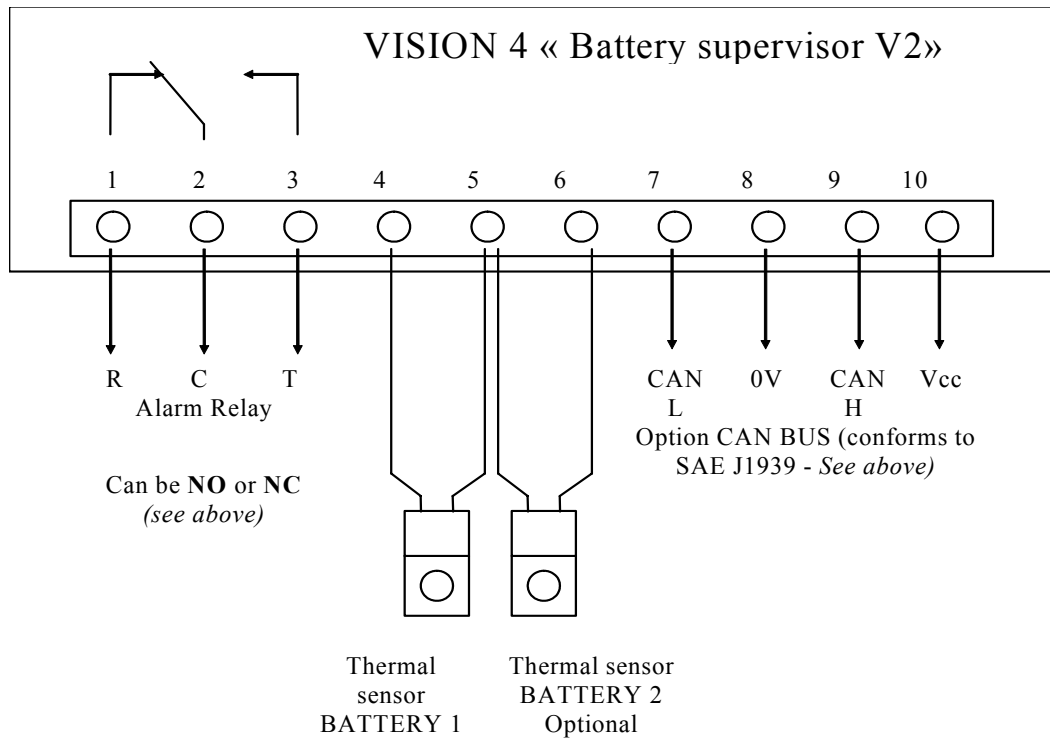 VISION 4 « Battery supervisor V2»
1 2 3 4 5 6 7 8 9 10
R C T
Alarm Relay
Can be NO or NC
(see above)
CAN L 0V CAN H Vcc
Option CAN BUS (conforms to
SAE J1939 - See above)
Thermal
sensor
BATTERY 1
Thermal sensor
BATTERY 2
Optional